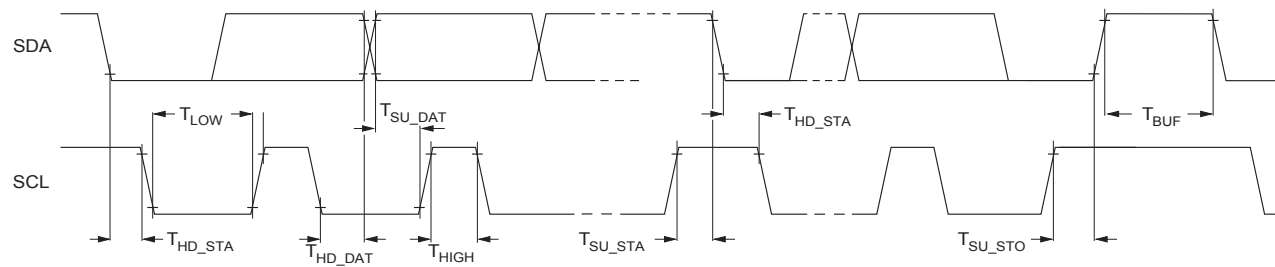 SDA
T_LOW
T_SU_DAT
T_HD_STA
T_BUF
SCL
T_HD_STA
T_HD_DAT
T_HIGH
T_SU_STA
T_SU_STO